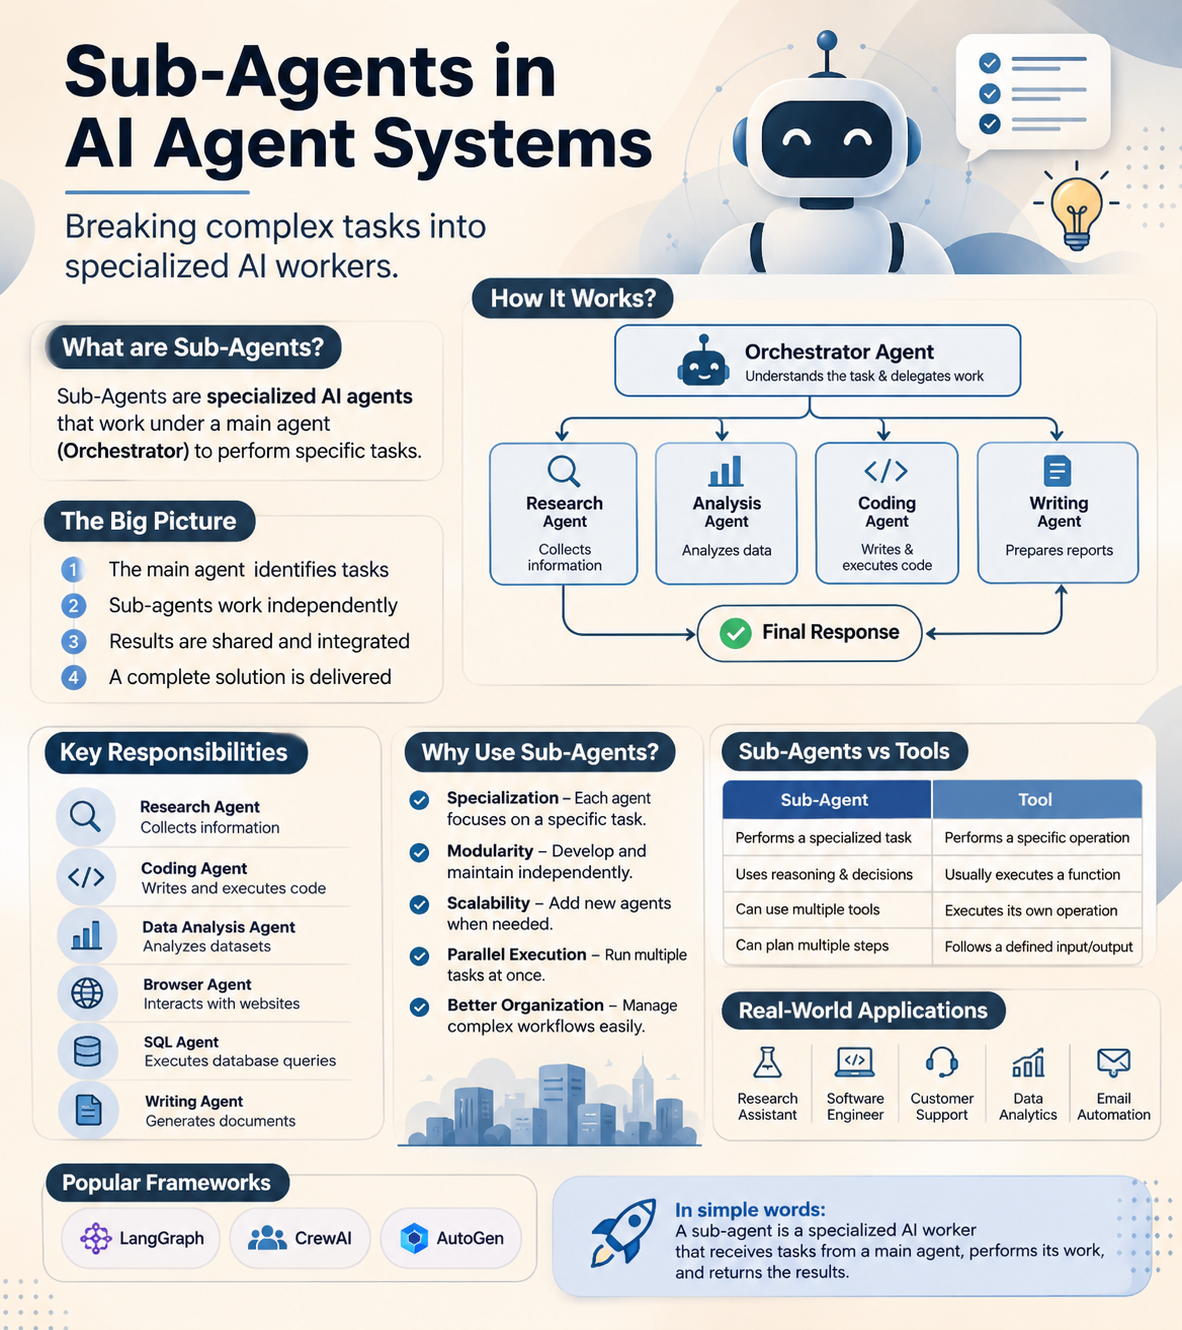 Sub-Agents in
AI Agent Systems
Breaking complex tasks into
specialized AI workers.
What are Sub-Agents?
Sub-Agents are specialized AI agents
that work under a main agent
(Orchestrator) to perform specific tasks.
The Big Picture
1 The main agent identifies tasks
2 Sub-agents work independently
3 Results are shared and integrated
4 A complete solution is delivered
How It Works?
Orchestrator Agent
Understands the task & delegates work
Research
Agent
Collects
information
Analysis
Agent
Analyzes data
</>
Coding
Agent
Writes &
executes code
Writing
Agent
Prepares reports
Final Response
Key Responsibilities
Research Agent
Collects information
</>
Coding Agent
Writes and executes code
Data Analysis Agent
Analyzes datasets
Browser Agent
Interacts with websites
SQL Agent
Executes database queries
Writing Agent
Generates documents
Why Use Sub-Agents?
Specialization – Each agent
focuses on a specific task.
Modularity – Develop and
maintain independently.
Scalability – Add new agents
when needed.
Parallel Execution – Run multiple
tasks at once.
Better Organization – Manage
complex workflows easily.
Sub-Agents vs Tools
Sub-Agent Tool
Performs a specialized task Performs a specific operation
Uses reasoning & decisions Usually executes a function
Can use multiple tools Executes its own operation
Can plan multiple steps Follows a defined input/output
Real-World Applications
Research
Assistant
</>
Software
Engineer
Customer
Support
Data
Analytics
Email
Automation
Popular Frameworks
LangGraph
CrewAI
AutoGen
In simple words:
A sub-agent is a specialized AI worker
that receives tasks from a main agent, performs its work,
and returns the results.